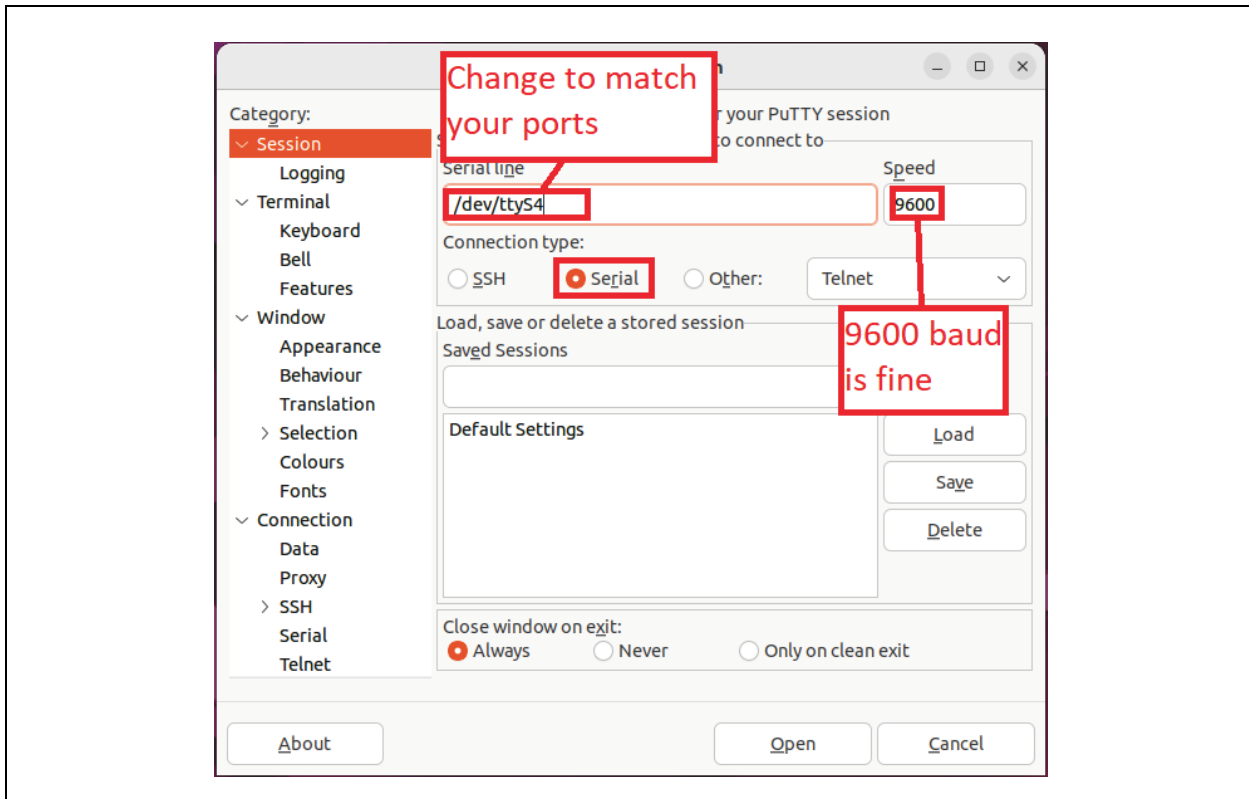 Change to match
your ports
n
Category:
r your PuTTY session
Session
to connect to
Logging
Serial line
Speed
Terminal
/dev/ttyS4
9600
Keyboard
Connection type:
Bell
SSH
Serial
Other:
Telnet
Features
Window
Load, save or delete a stored session
9600 baud
is fine
Appearance
Saved Sessions
Behaviour
Translation
Selection
Default Settings
Load
Colours
Fonts
Save
Connection
Delete
Data
Proxy
SSH
Close window on exit:
Serial
Always
Never
Only on clean exit
Telnet
About
Open
Cancel